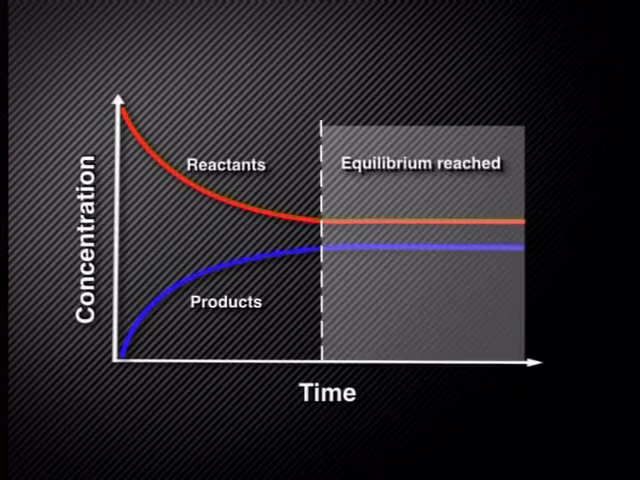 Reactants
Equilibrium reached
Concentration
Products
Time